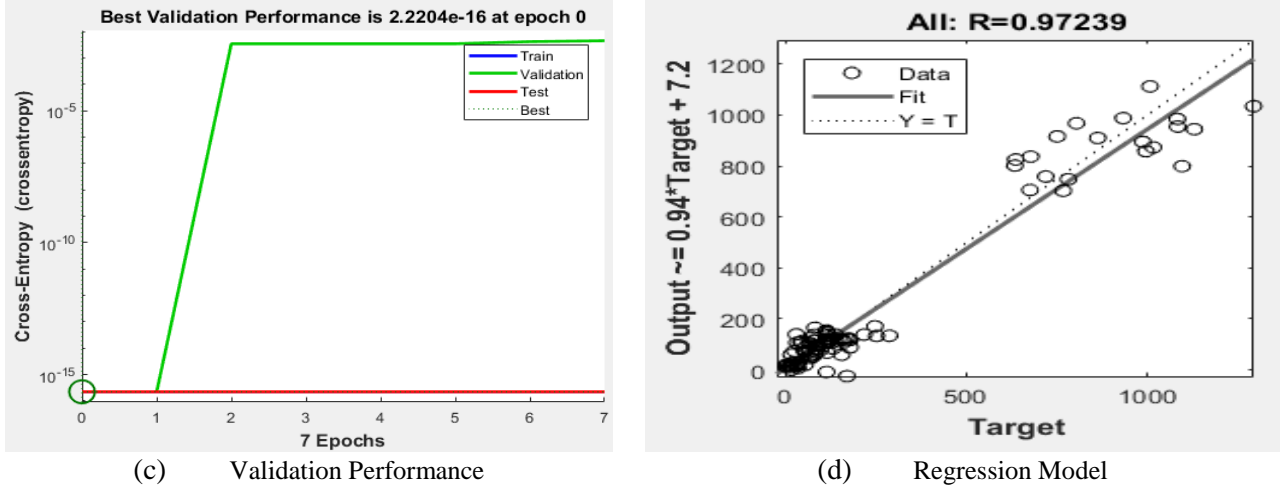 Best Validation Performance is 2.2204e-16 at epoch 0
Cross-Entropy (crossentropy)
10-5
10-10
10-15
Train
Validation
Test
Best
0 1 2 3 4 5 6 7
7 Epochs
(c) Validation Performance
All: R=0.97239
Output ~= 0.94*Target + 7.2
1200
1000
800
600
400
200
0
Data
Fit
Y = T
0 500 1000
Target
(d) Regression Model